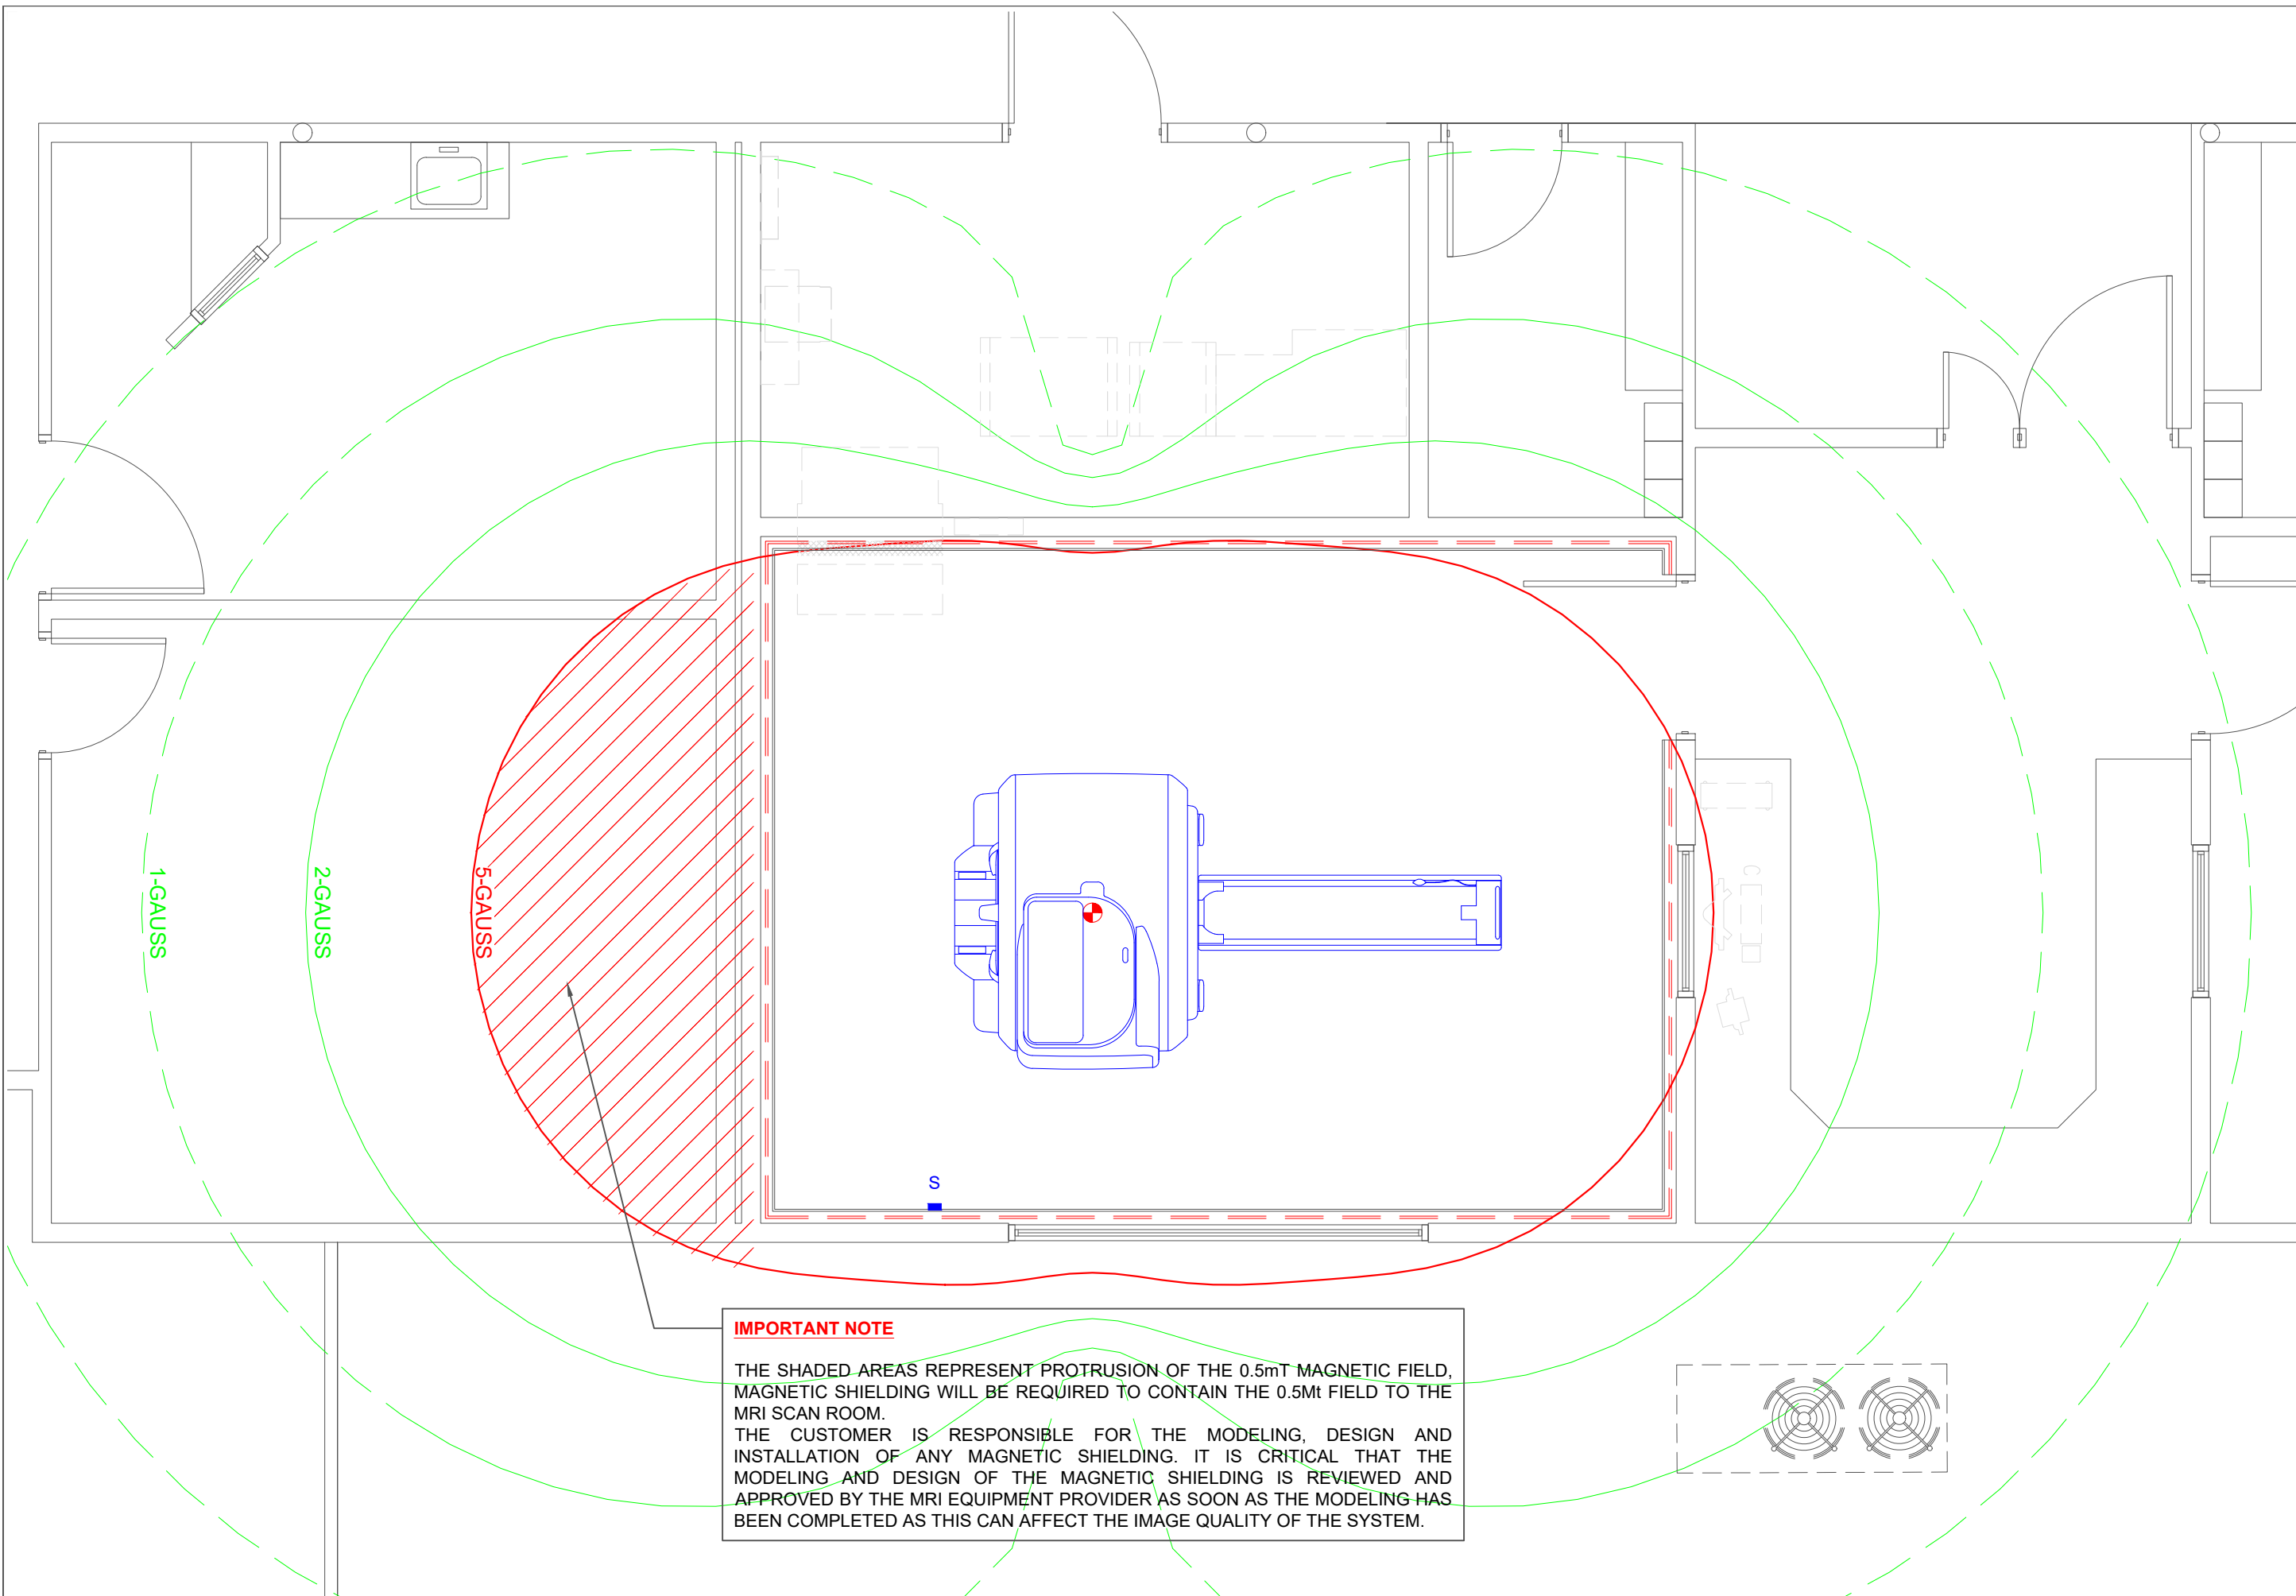 1-GAUSS
2-GAUSS
5-GAUSS
C
S
IMPORTANT NOTE
THE SHADED AREAS REPRESENT PROTRUSION OF THE 0.5mT MAGNETIC FIELD,
MAGNETIC SHIELDING WILL BE REQUIRED TO CONTAIN THE 0.5Mt FIELD TO THE
MRI SCAN ROOM.
THE CUSTOMER IS RESPONSIBLE FOR THE MODELING, DESIGN AND
INSTALLATION OF ANY MAGNETIC SHIELDING. IT IS CRITICAL THAT THE
MODELING AND DESIGN OF THE MAGNETIC SHIELDING IS REVIEWED AND
APPROVED BY THE MRI EQUIPMENT PROVIDER AS SOON AS THE MODELING HAS
BEEN COMPLETED AS THIS CAN AFFECT THE IMAGE QUALITY OF THE SYSTEM.